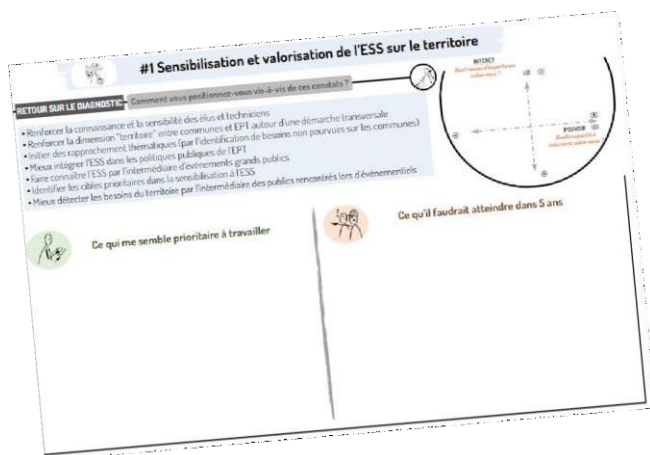 #1 Sensibilisation et valorisation de l'ESS sur le territoire
RETOUR SUR LE DIAGNOSTIC
Comment vous positionnez-vous vis-à-vis de ces constats ?
• Renforcer la connaissance et la sensibilité des élus et techniciens
• Renforcer la dimension "territoire" entre communes et EPT autour d'une démarche transversale
• Initier des rapprochement thématiques (par l'identification de besoins non pourvues sur les communes)
• Mieux intégrer l'ESS dans les politiques publiques de l'EPT
• Faire connaître l'ESS par l'intermédiaire d'événements grands publics
• Identifier les cibles prioritaires dans la sensibilisation à l'ESS
• Mieux détecter les besoins du territoire par l'intermédiaire des publics rencontrés lors d'événementiels
INTERET
POUVOIR
Ce qui me semble prioritaire à travailler
Ce qu'il faudrait atteindre dans 5 ans